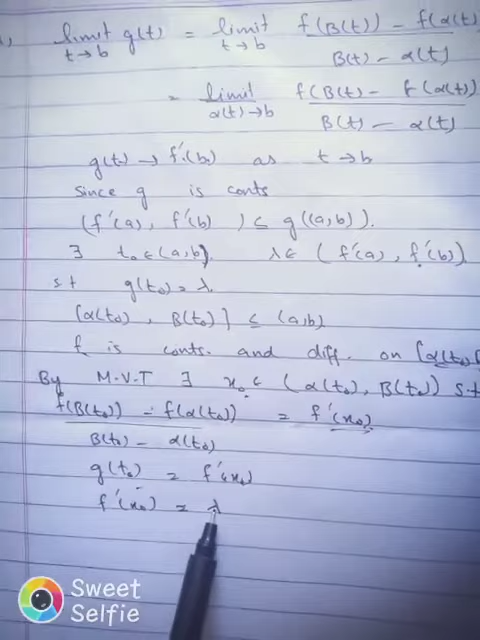 limit g(t) = limit f(B(t)) - f(α(t)
t→b t→b B(t) - α(t)
= limit f(B(t) - f(α(t))
α(t)→b B(t) - α(t)
g(t) → f'(b) as t→b
Since g is conts
(f'(a), f'(b) ) ⊆ g((a,b)).
∃ t₀ ∈ (a,b). λ ∈ (f'(a), f'(b))
st g(t₀) = λ
[α(t₀), B(t₀)] ⊆ (a,b)
f is conts. and diff. on [α(t₀)
By M.V.T ∃ x₀ ∈ (α(t₀), B(t₀)) s.t
f(B(t₀)) - f(α(t₀)) = f'(x₀)
B(t₀) - α(t₀)
g(t₀) = f'(x₀)
f'(x₀) = λ
Sweet
Selfie